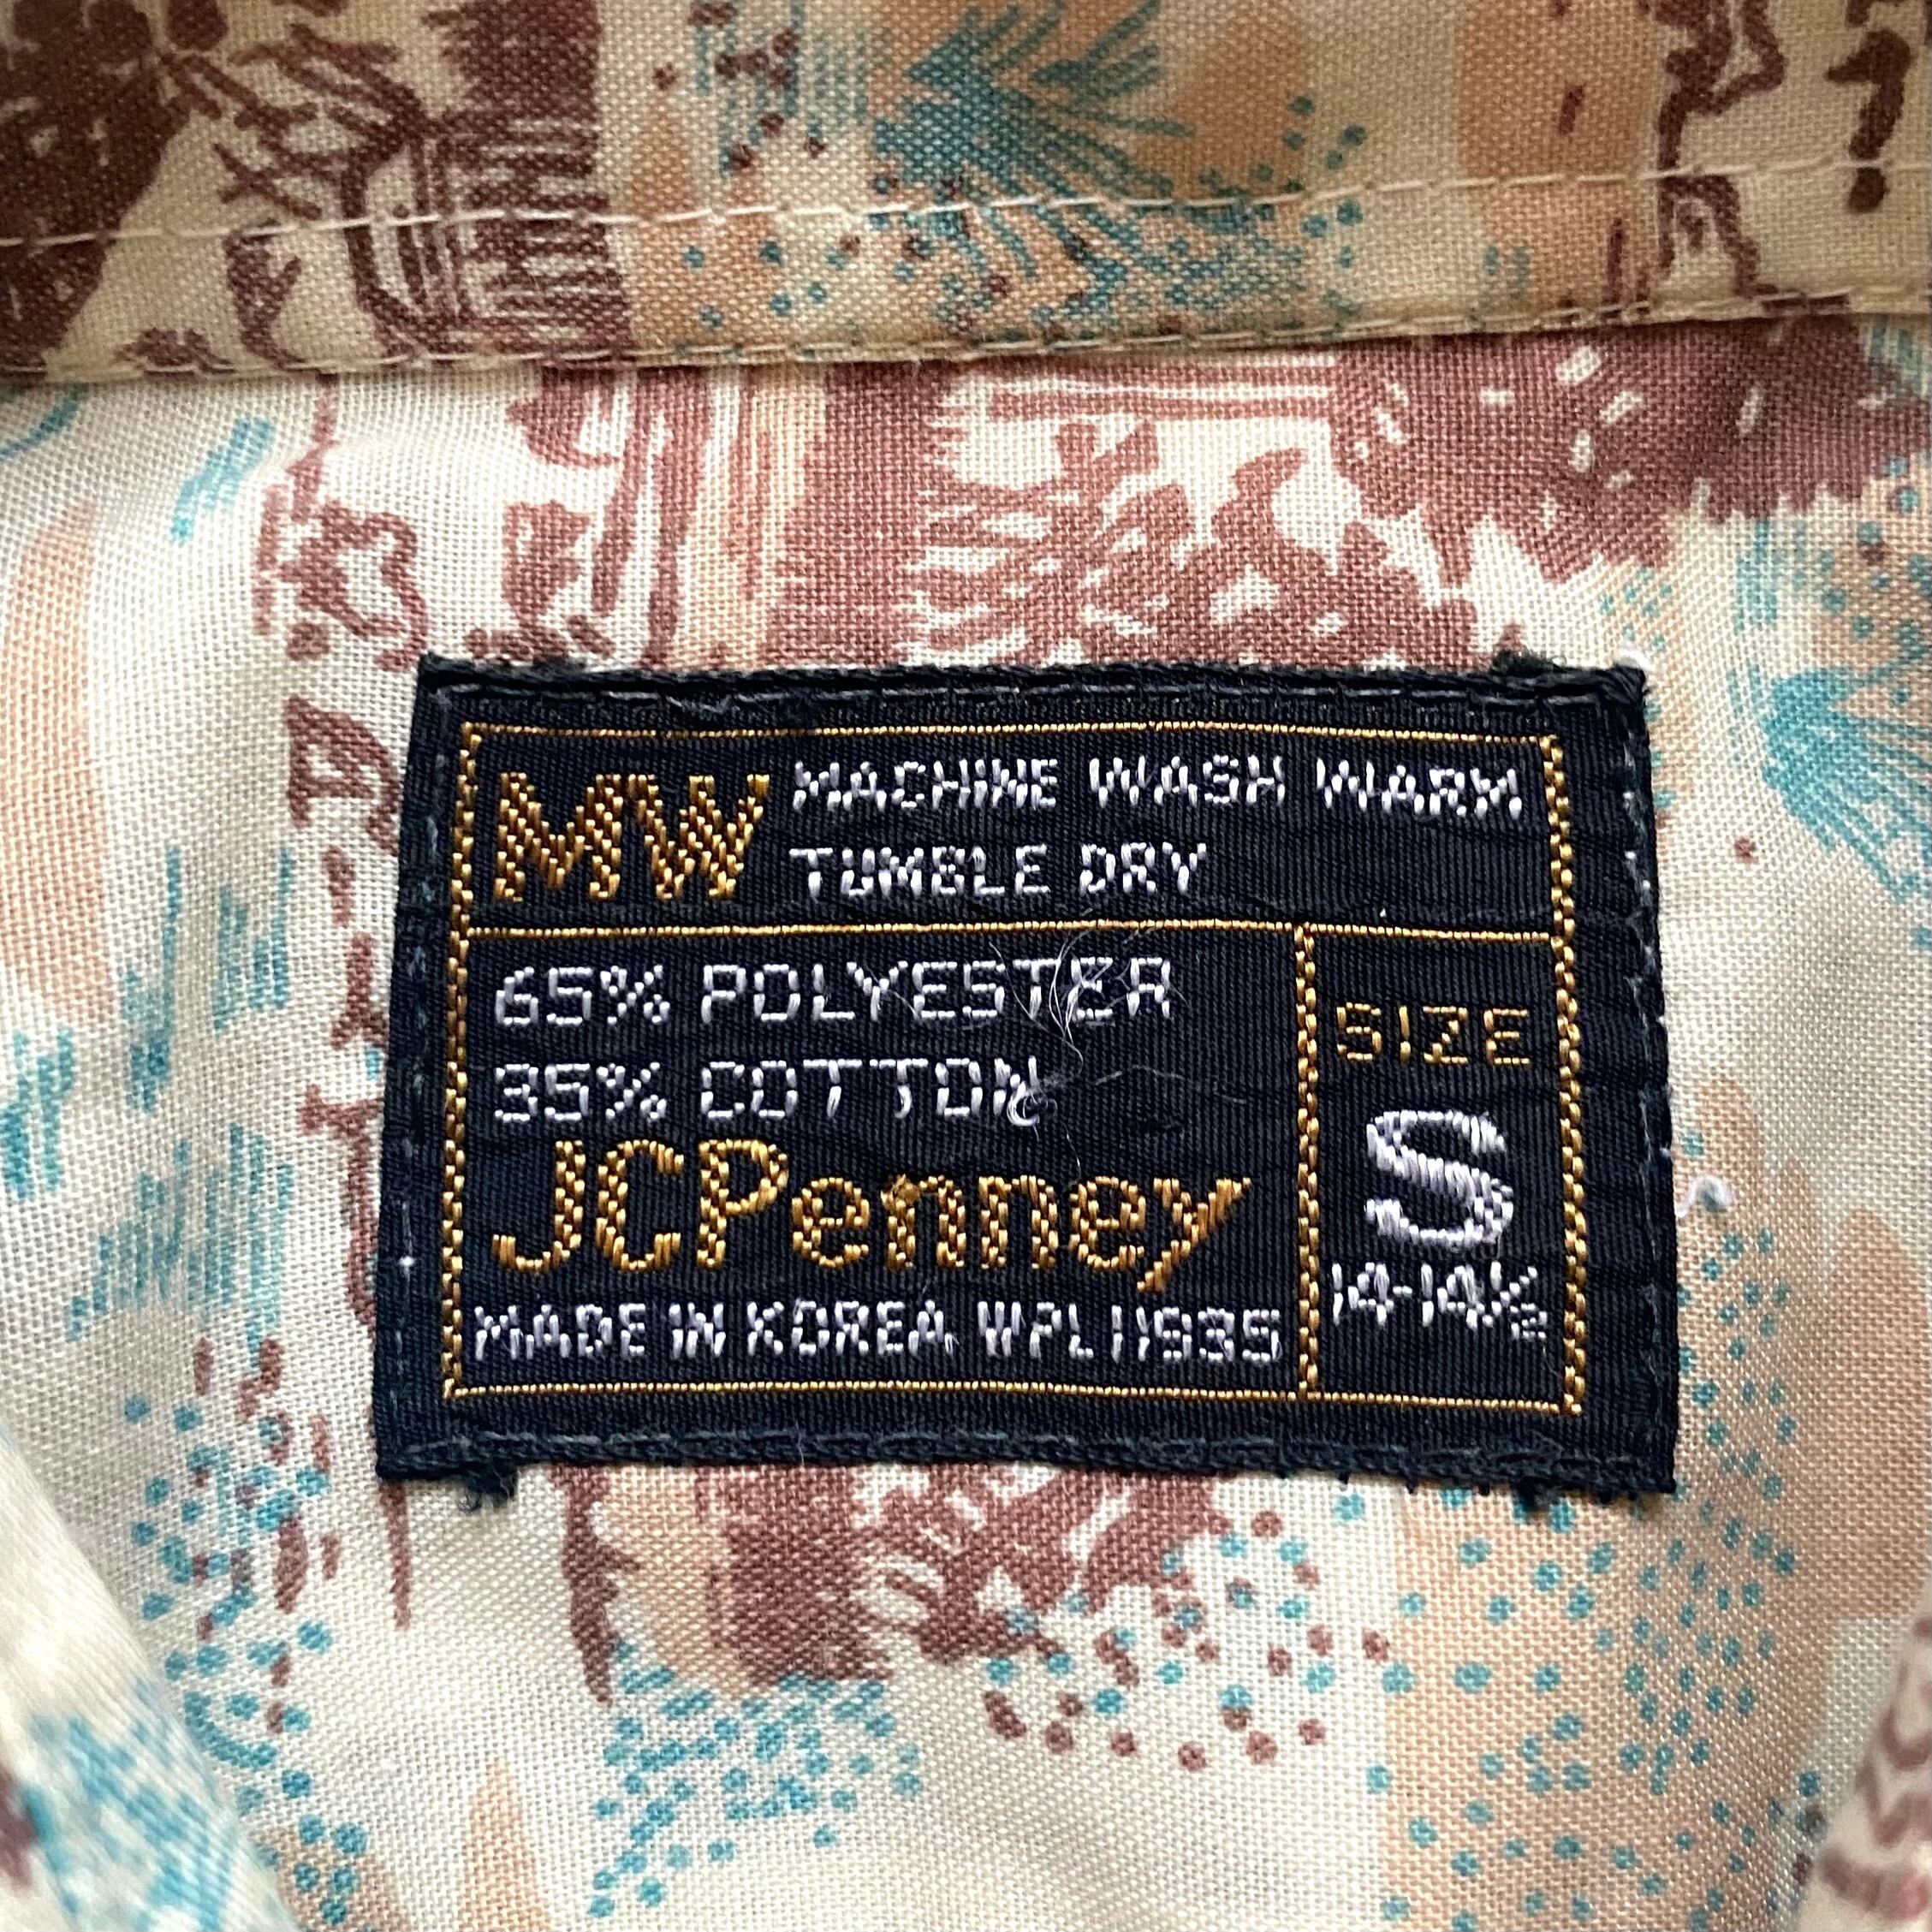 MW MACHINE WASH WARM
TUMBLE DRY
65% POLYESTER
35% COTTON
JCPenney
MADE IN KOREA WPL11935
SIZE
S
14-14½